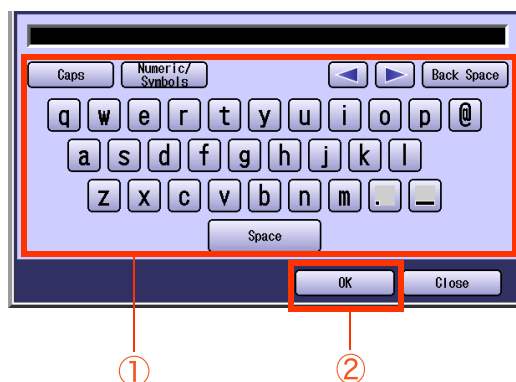 Caps Numeric/ Back Space
Symbols
q w e r t y u i o p @
a s d f g h j k l
z x c v b n m . _
Space
OK Close
① ②